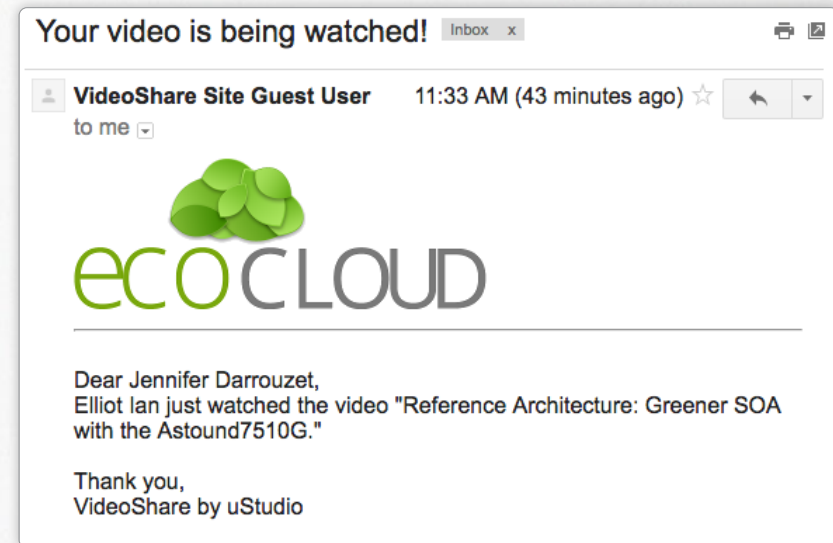 Your video is being watched! Inbox x
VideoShare Site Guest User 11:33 AM (43 minutes ago)
to me
ecoCLOUD
Dear Jennifer Darrouzet,
Elliot Ian just watched the video "Reference Architecture: Greener SOA
with the Astound7510G."
Thank you,
VideoShare by uStudio